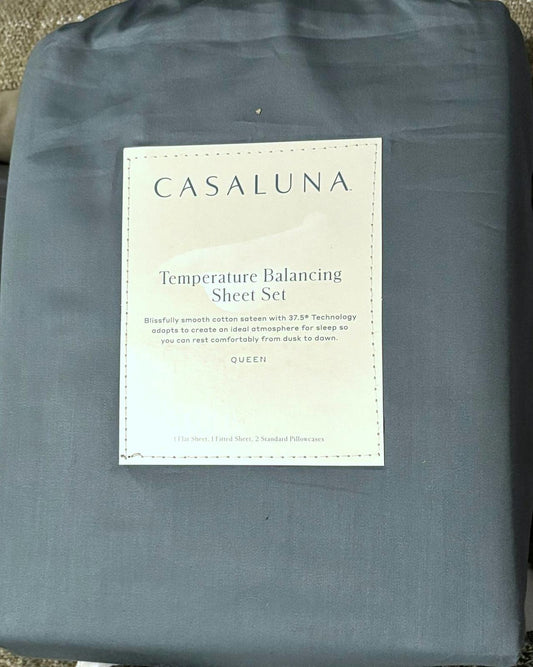 CASALUNA
Temperature Balancing
Sheet Set
Blissfully smooth cotton sateen with 37.5® Technology
adapts to create an ideal atmosphere for sleep so
you can rest comfortably from dusk to dawn.
QUEEN
1 Flat Sheet, 1 Fitted Sheet, 2 Standard Pillowcases